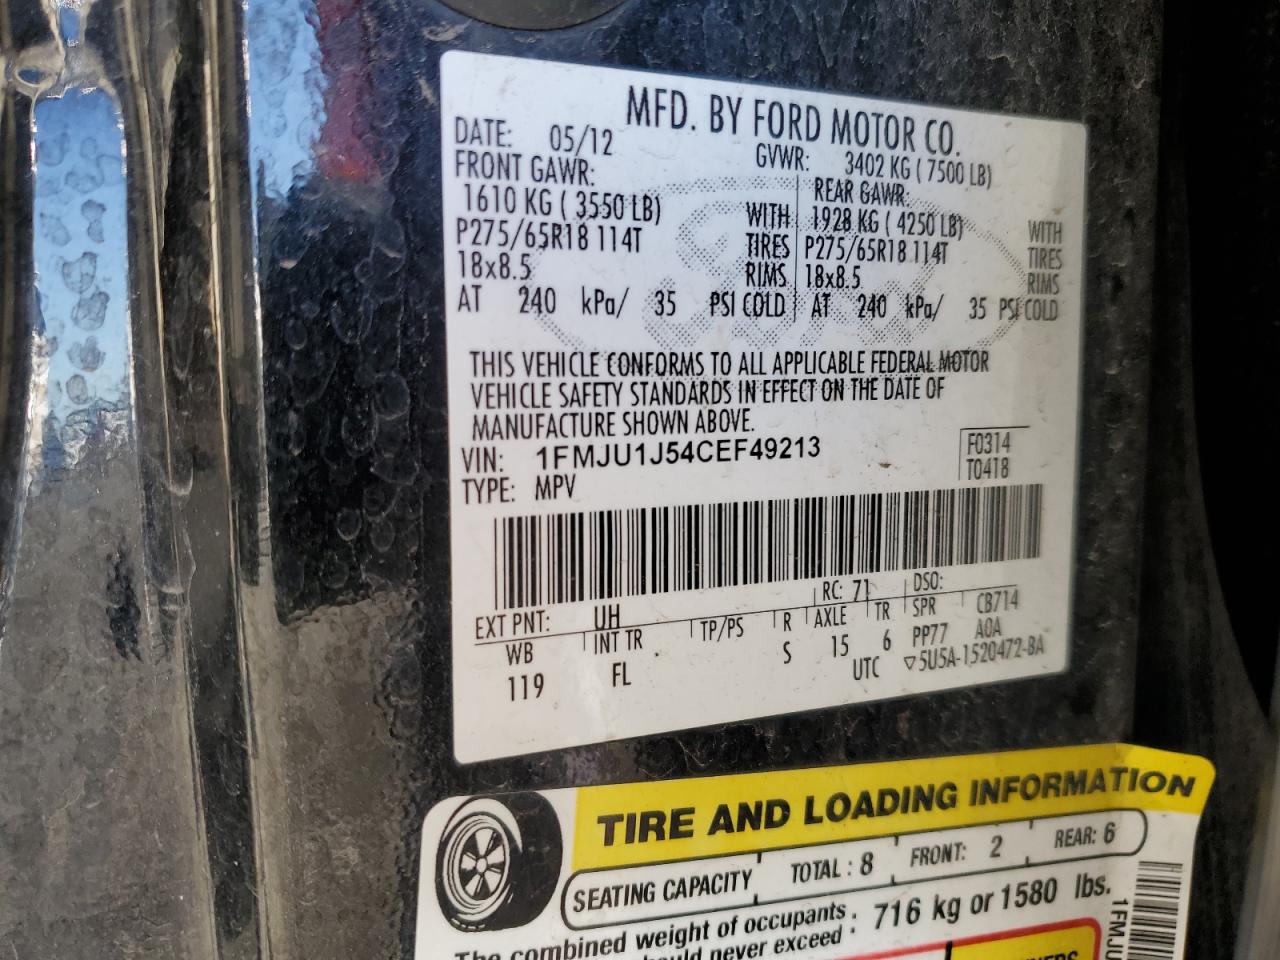 MFD. BY FORD MOTOR CO.
DATE: 05/12 GVWR: 3402 KG ( 7500 LB)
FRONT GAWR: REAR GAWR:
1610 KG ( 3550 LB) WITH 1928 KG ( 4250 LB) WITH
P275/65R18 114T TIRES P275/65R18 114T TIRES
18x8.5 RIMS 18x8.5 RIMS
AT 240 kPa/ 35 PSI COLD AT 240 kPa/ 35 PSI COLD
THIS VEHICLE CONFORMS TO ALL APPLICABLE FEDERAL MOTOR
VEHICLE SAFETY STANDARDS IN EFFECT ON THE DATE OF
MANUFACTURE SHOWN ABOVE.
VIN: 1FMJU1J54CEF49213 F0314
TYPE: MPV T0418
EXT PNT: UH RC: 71 DSO:
WB INT TR TP/PS R AXLE TR SPR CB714
119 FL S 15 6 PP77 A0A
UTC ▽5U5A-1520472-BA
TIRE AND LOADING INFORMATION
SEATING CAPACITY TOTAL : 8 FRONT: 2 REAR: 6
The combined weight of occupants
should never exceed : 716 kg or 1580 lbs.
1FMJU